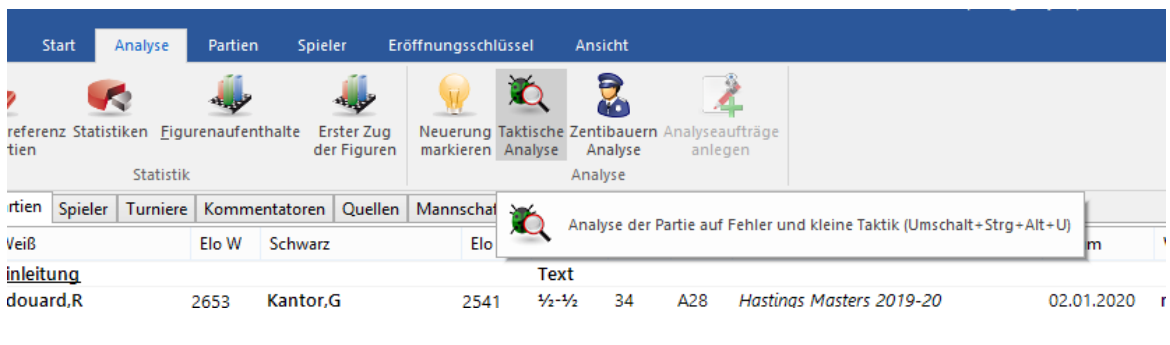 Start Analyse Partien Spieler Eröffnungsschlüssel Ansicht
referenz Statistiken Figurenaufenthalte Erster Zug Neuerung Taktische Zentibauern Analyseaufträge
rtien der Figuren markieren Analyse Analyse anlegen
Statistik Analyse
artien Spieler Turniere Kommentatoren Quellen Mannschaf
Analyse der Partie auf Fehler und kleine Taktik (Umschalt+Strg+Alt+U)
Weiß Elo W Schwarz Elo m
inleitung Text
douard,R 2653 Kantor,G 2541 ½-½ 34 A28 Hastings Masters 2019-20 02.01.2020